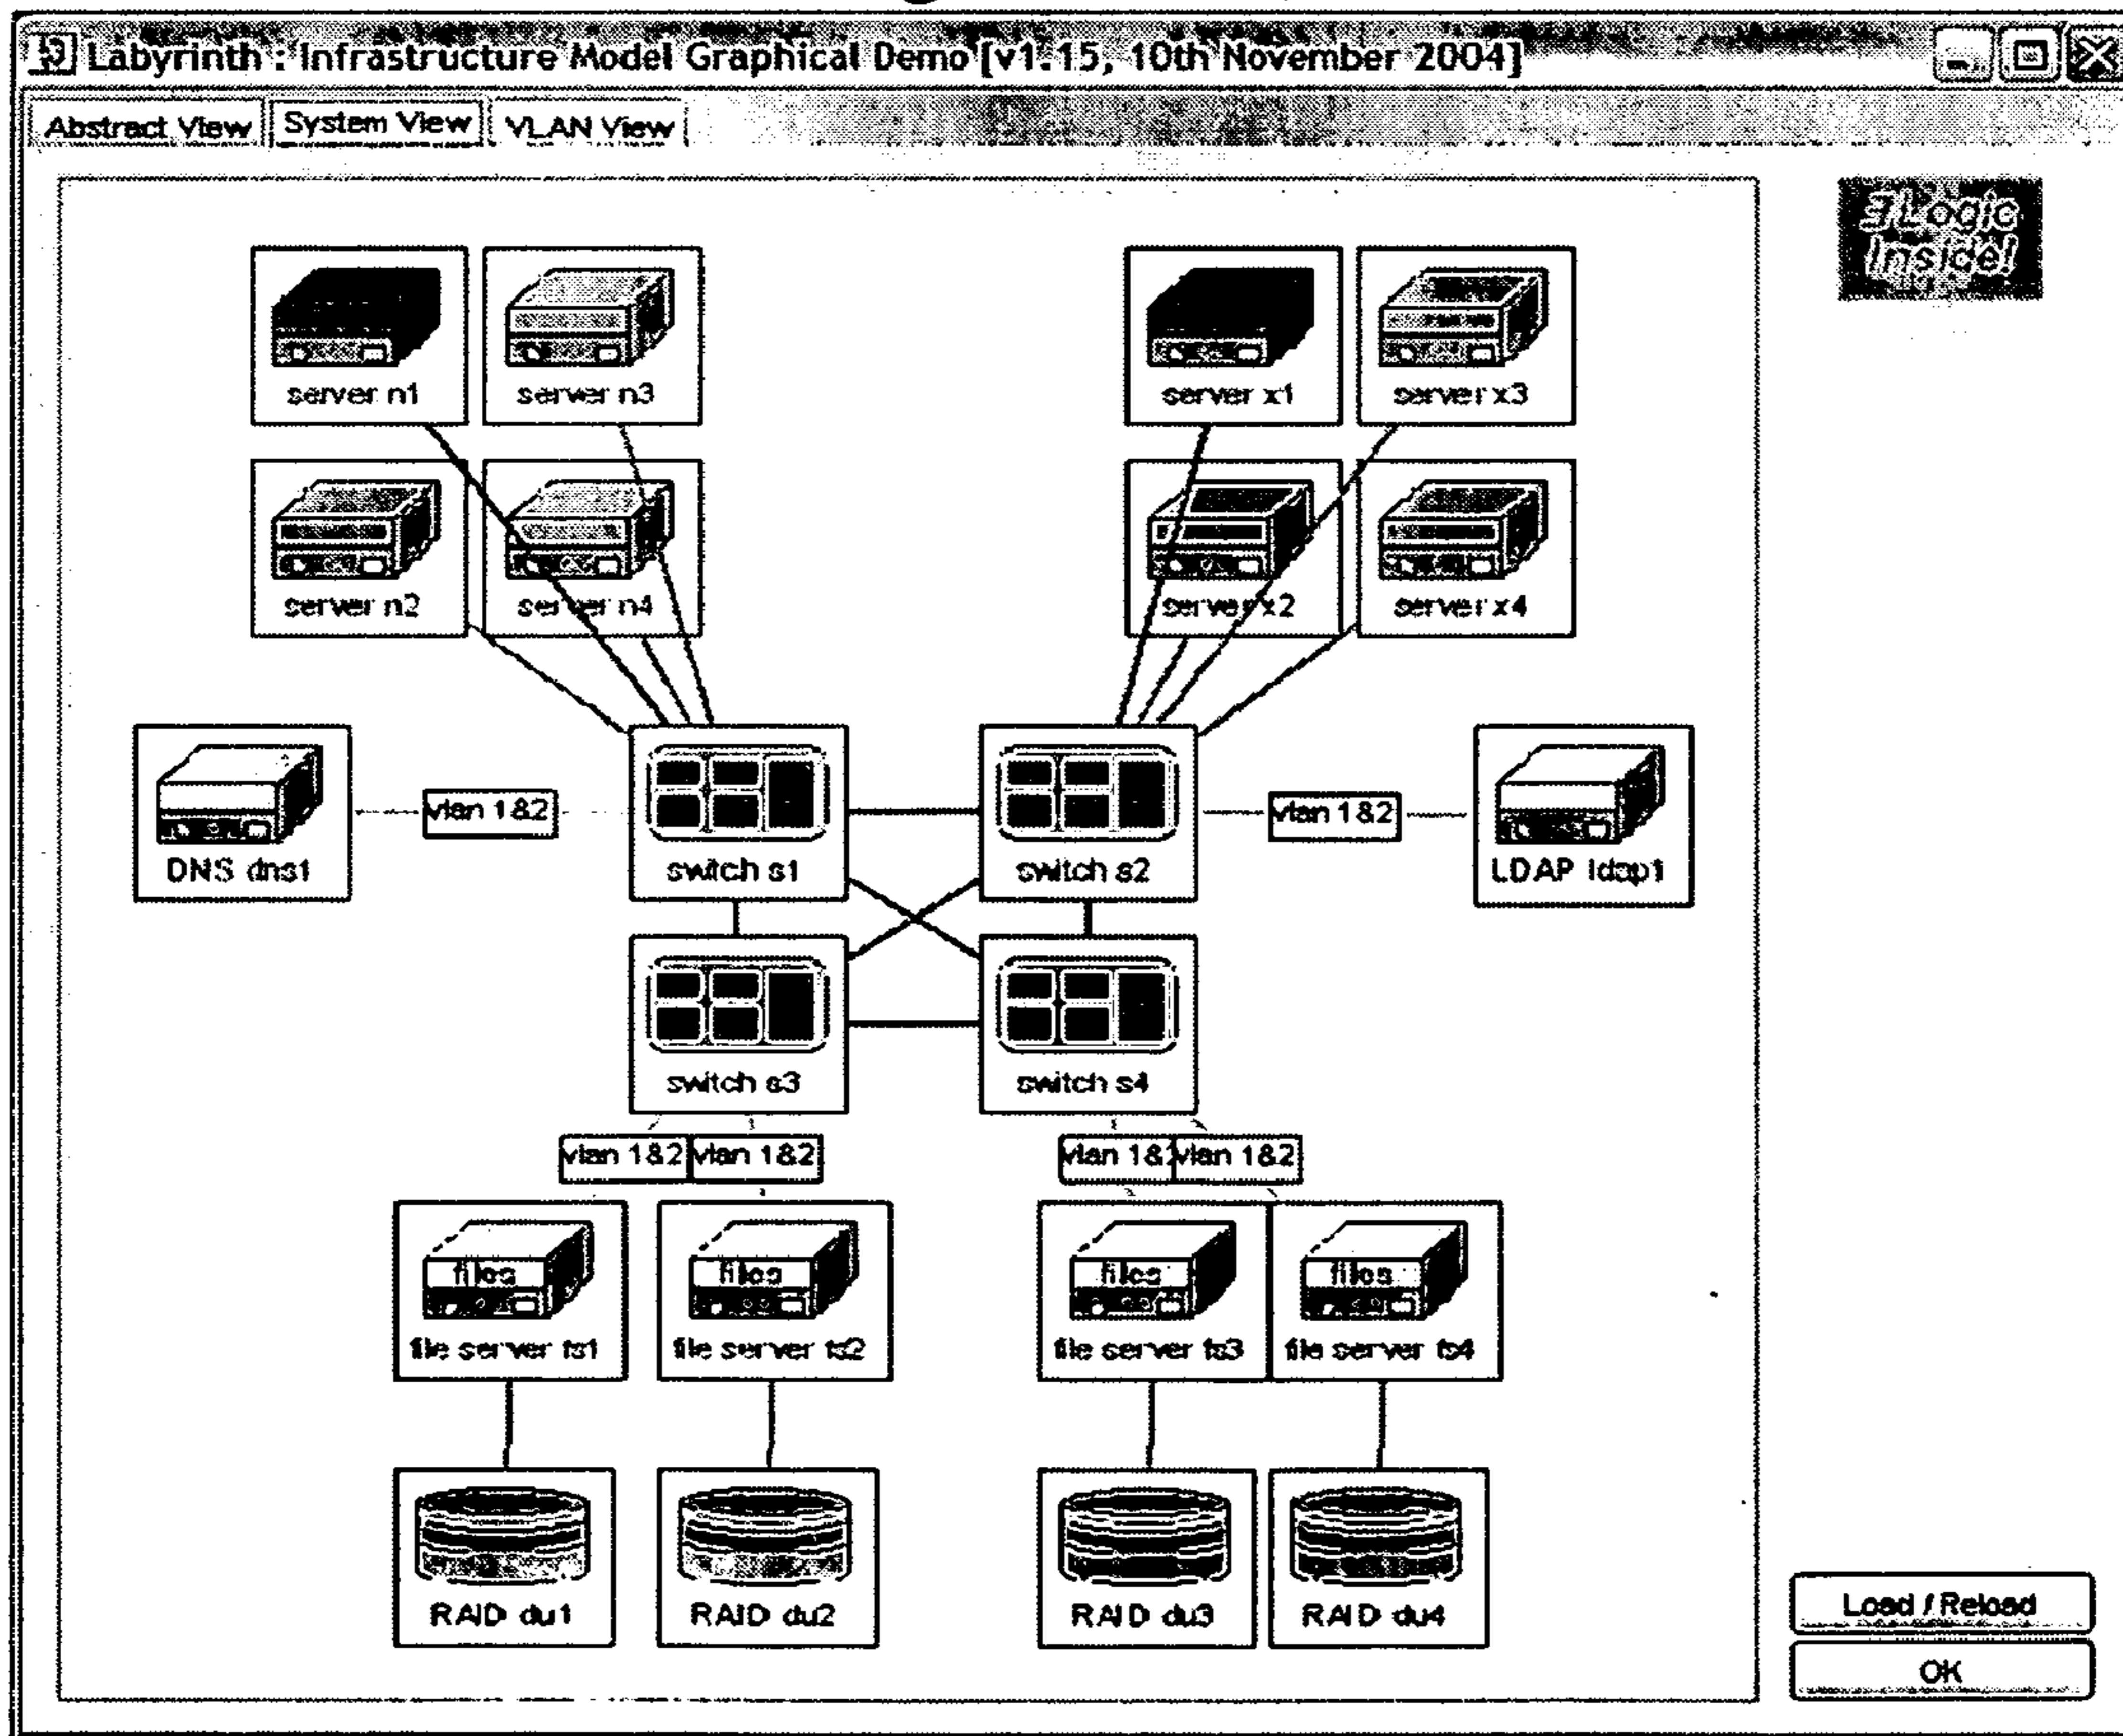 Labyrinth : Infrastructure Model Graphical Demo [v1.15, 10th November 2004]
Abstract View System View VLAN View
Logic
Inside!
server n1 server n3 server x1 server x3
server n2 server n4 server x2 server x4
vlan 1&2 vlan 1&2
DNS dns1 switch s1 switch s2 LDAP ldap1
switch s3 switch s4
vlan 1&2 vlan 1&2 vlan 1& vlan 1&2
files files files files
file server fs1 file server fs2 file server fs3 file server fs4
RAID du1 RAID du2 RAID du3 RAID du4
Load / Reload
OK